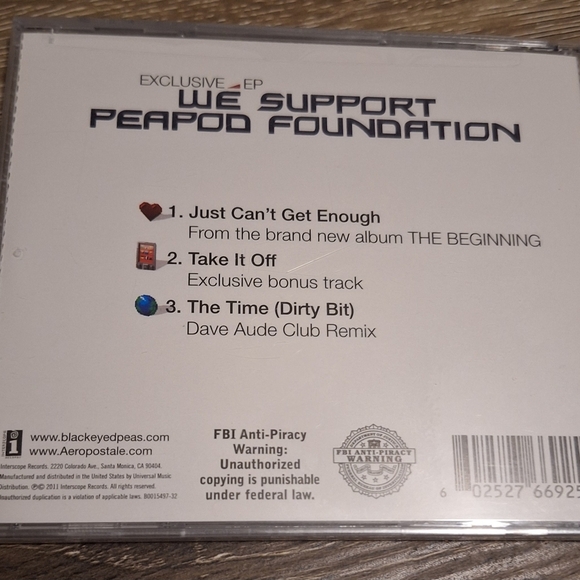 EXCLUSIVE EP
WE SUPPORT
PEAPOD FOUNDATION
1. Just Can't Get Enough
From the brand new album THE BEGINNING
2. Take It Off
Exclusive bonus track
3. The Time (Dirty Bit)
Dave Aude Club Remix
www.blackeyedpeas.com
www.Aeropostale.com
Interscope Records. 2220 Colorado Ave., Santa Monica, CA 90404.
Manufactured and distributed in the United States by Universal Music
Distribution. ℗© 2011 Interscope Records. All rights reserved.
Unauthorized duplication is a violation of applicable laws. B0015497-32
FBI Anti-Piracy
Warning:
Unauthorized
copying is punishable
under federal law.
FBI ANTI-PIRACY
WARNING
6 02527 66925